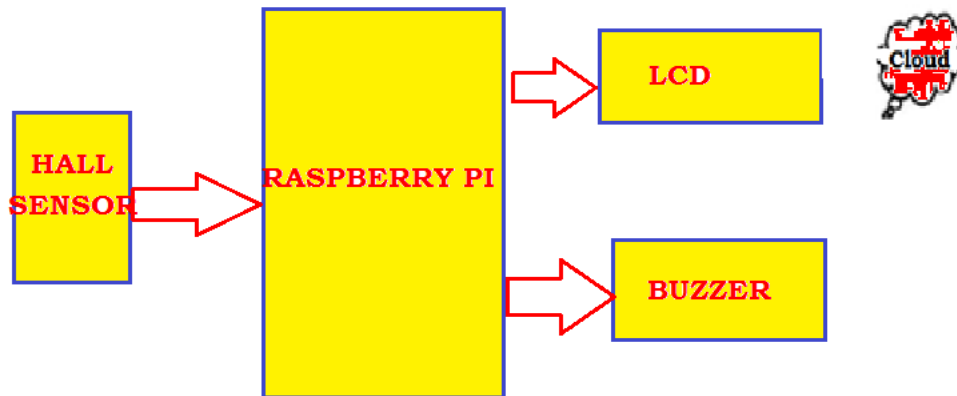 HALL
SENSOR
RASPBERRY PI
LCD
BUZZER
Cloud